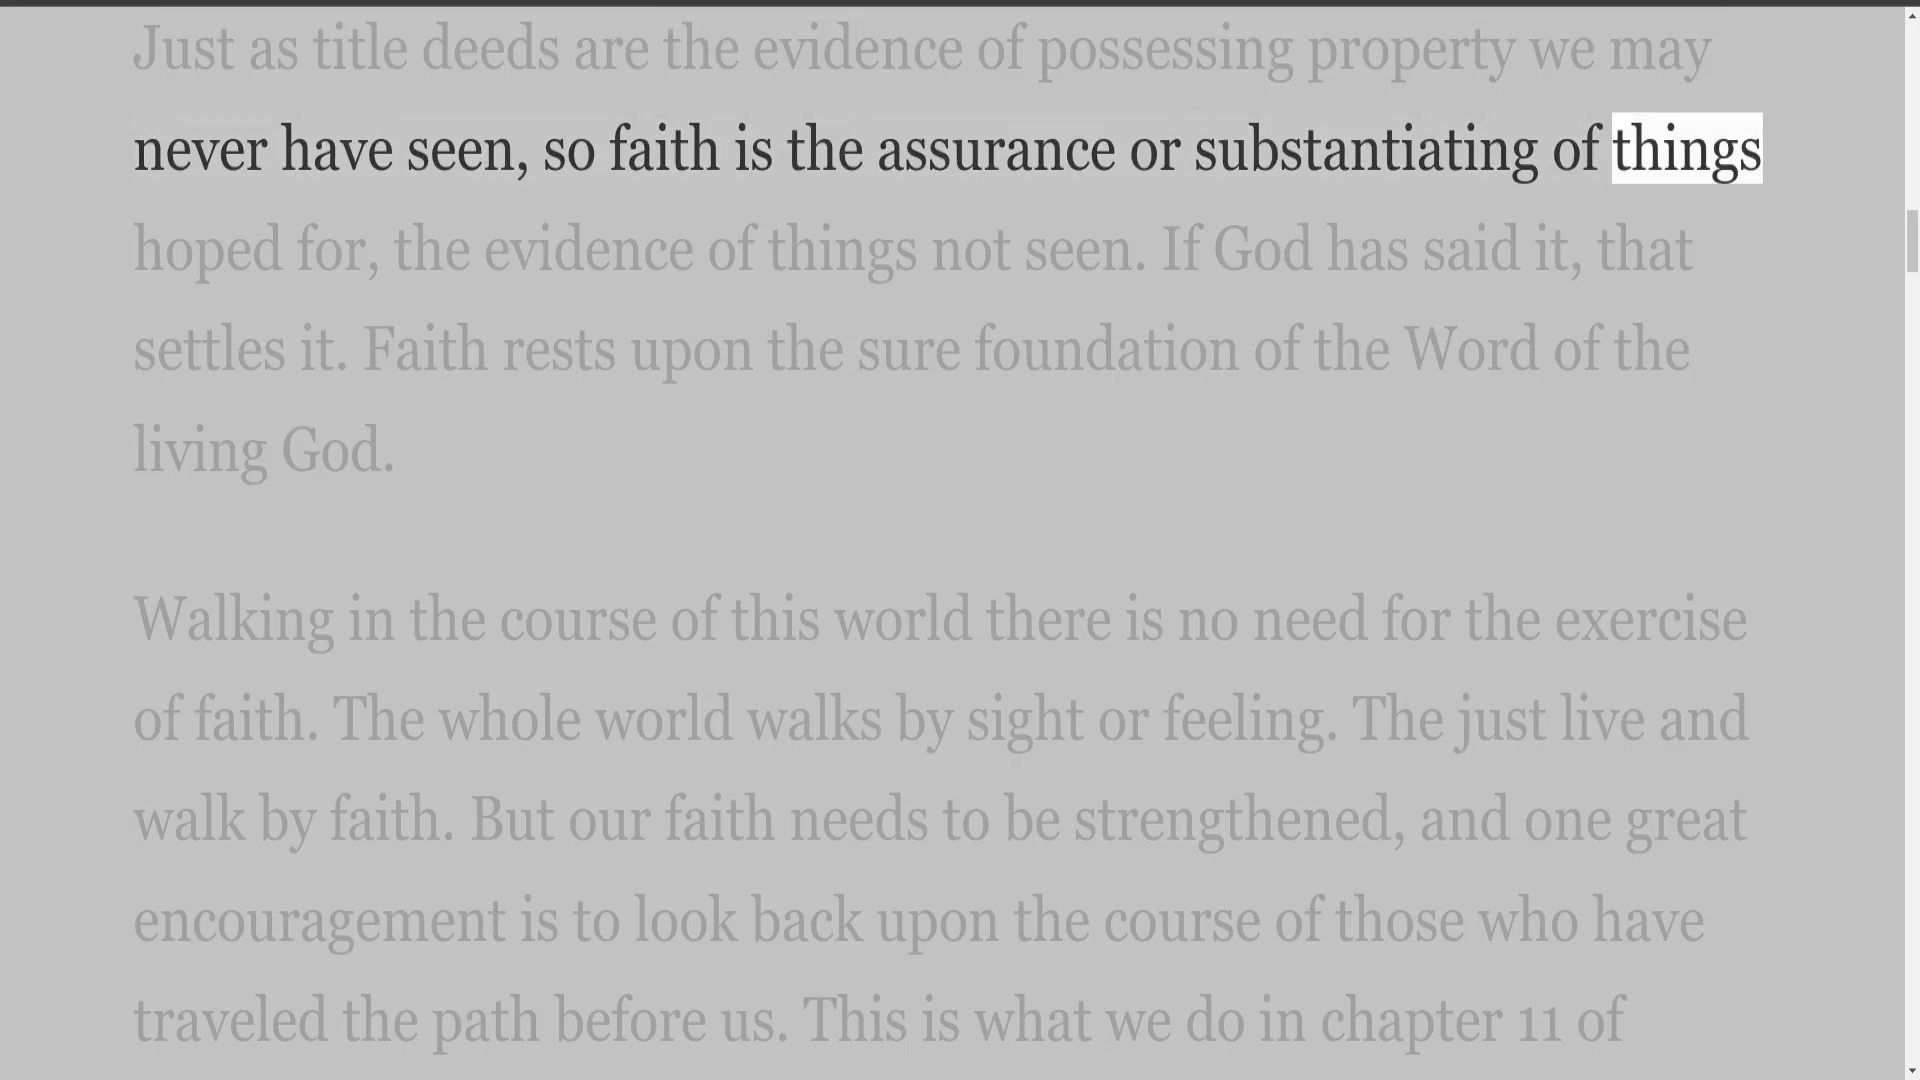 Just as title deeds are the evidence of possessing property we may
never have seen, so faith is the assurance or substantiating of things
hoped for, the evidence of things not seen. If God has said it, that
settles it. Faith rests upon the sure foundation of the Word of the
living God.
Walking in the course of this world there is no need for the exercise
of faith. The whole world walks by sight or feeling. The just live and
walk by faith. But our faith needs to be strengthened, and one great
encouragement is to look back upon the course of those who have
traveled the path before us. This is what we do in chapter 11 of